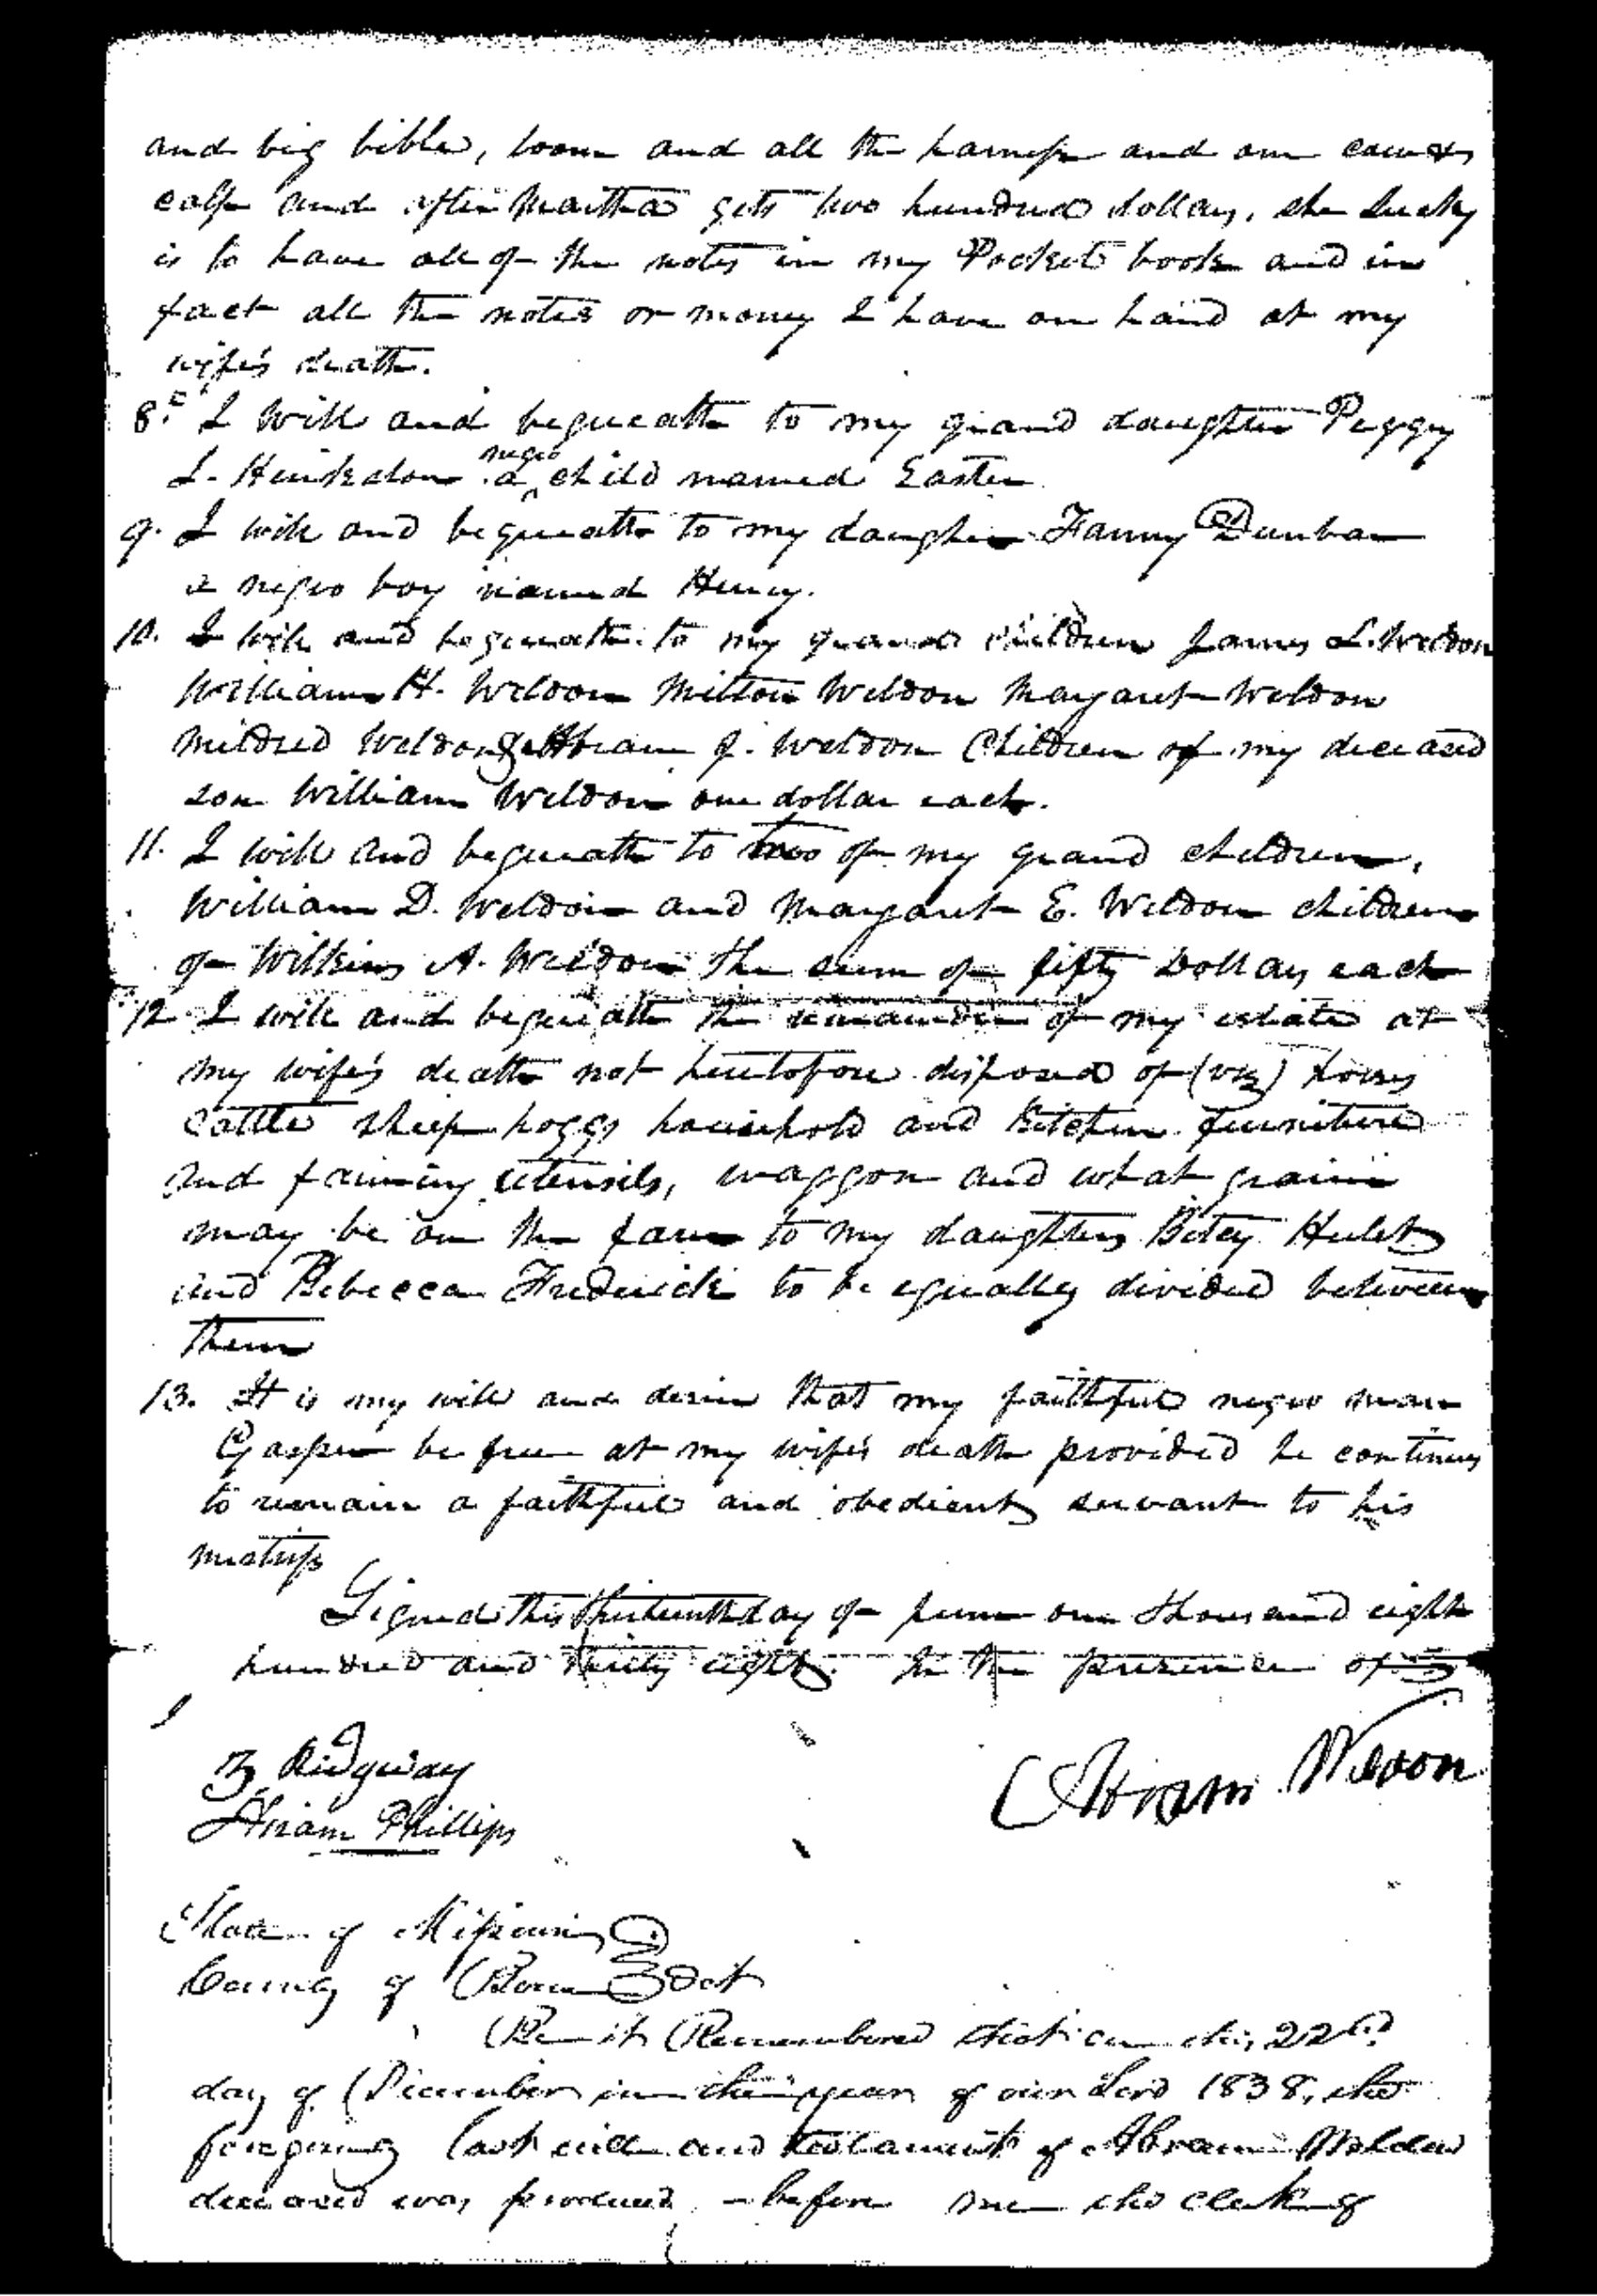 and big bible, loom and all the harness and one cow &
calf and after Martha gets two hundred dollars, she Lucky
is to have all of the notes in my Pocket book and in
fact all the notes or money I have on hand at my
wife's death.
8. I will and bequeath to my grand daughter Peggy
L. Hinkston a negro child named Easter
9. I will and bequeath to my daughter Fanny Dunbar
a negro boy named Henry.
10. I will and bequeath to my grand children James L. Weldon
William H. Weldon Milton Weldon Margaret Weldon
Mildred Weldon & Abram J. Weldon Children of my deceased
son William Weldon one dollar each.
11. I will and bequeath to two of my grand children,
William D. Weldon and Margaret E. Weldon children
of Wilkins A. Weldon the sum of fifty Dollars each
12 I will and bequeath the remainder of my estate at
my wife's death not heretofore disposed of (viz) horses
cattle sheep hoggs household and Kitchen furniture
and farming utensils, waggon and what grain
may be on the farm to my daughters Betsy Hulet
and Rebecca Frederick to be equally divided between
them
13. It is my will and desire that my faithful negro man
Gasper be free at my wife's death provided he continues
to remain a faithful and obedient servant to his
mistress
Signed this thirteenth day of June one thousand eight
hundred and thirty eight. In the presence of
Z Ridgway
Abram Weldon
Hiram Phillips
State of Missouri
County of Boone Sct
Be it Remembered that on this 22nd
day of December in the year of our Lord 1838, the
foregoing last will and testament of Abram Weldon
deceased was produced before me the clerk of